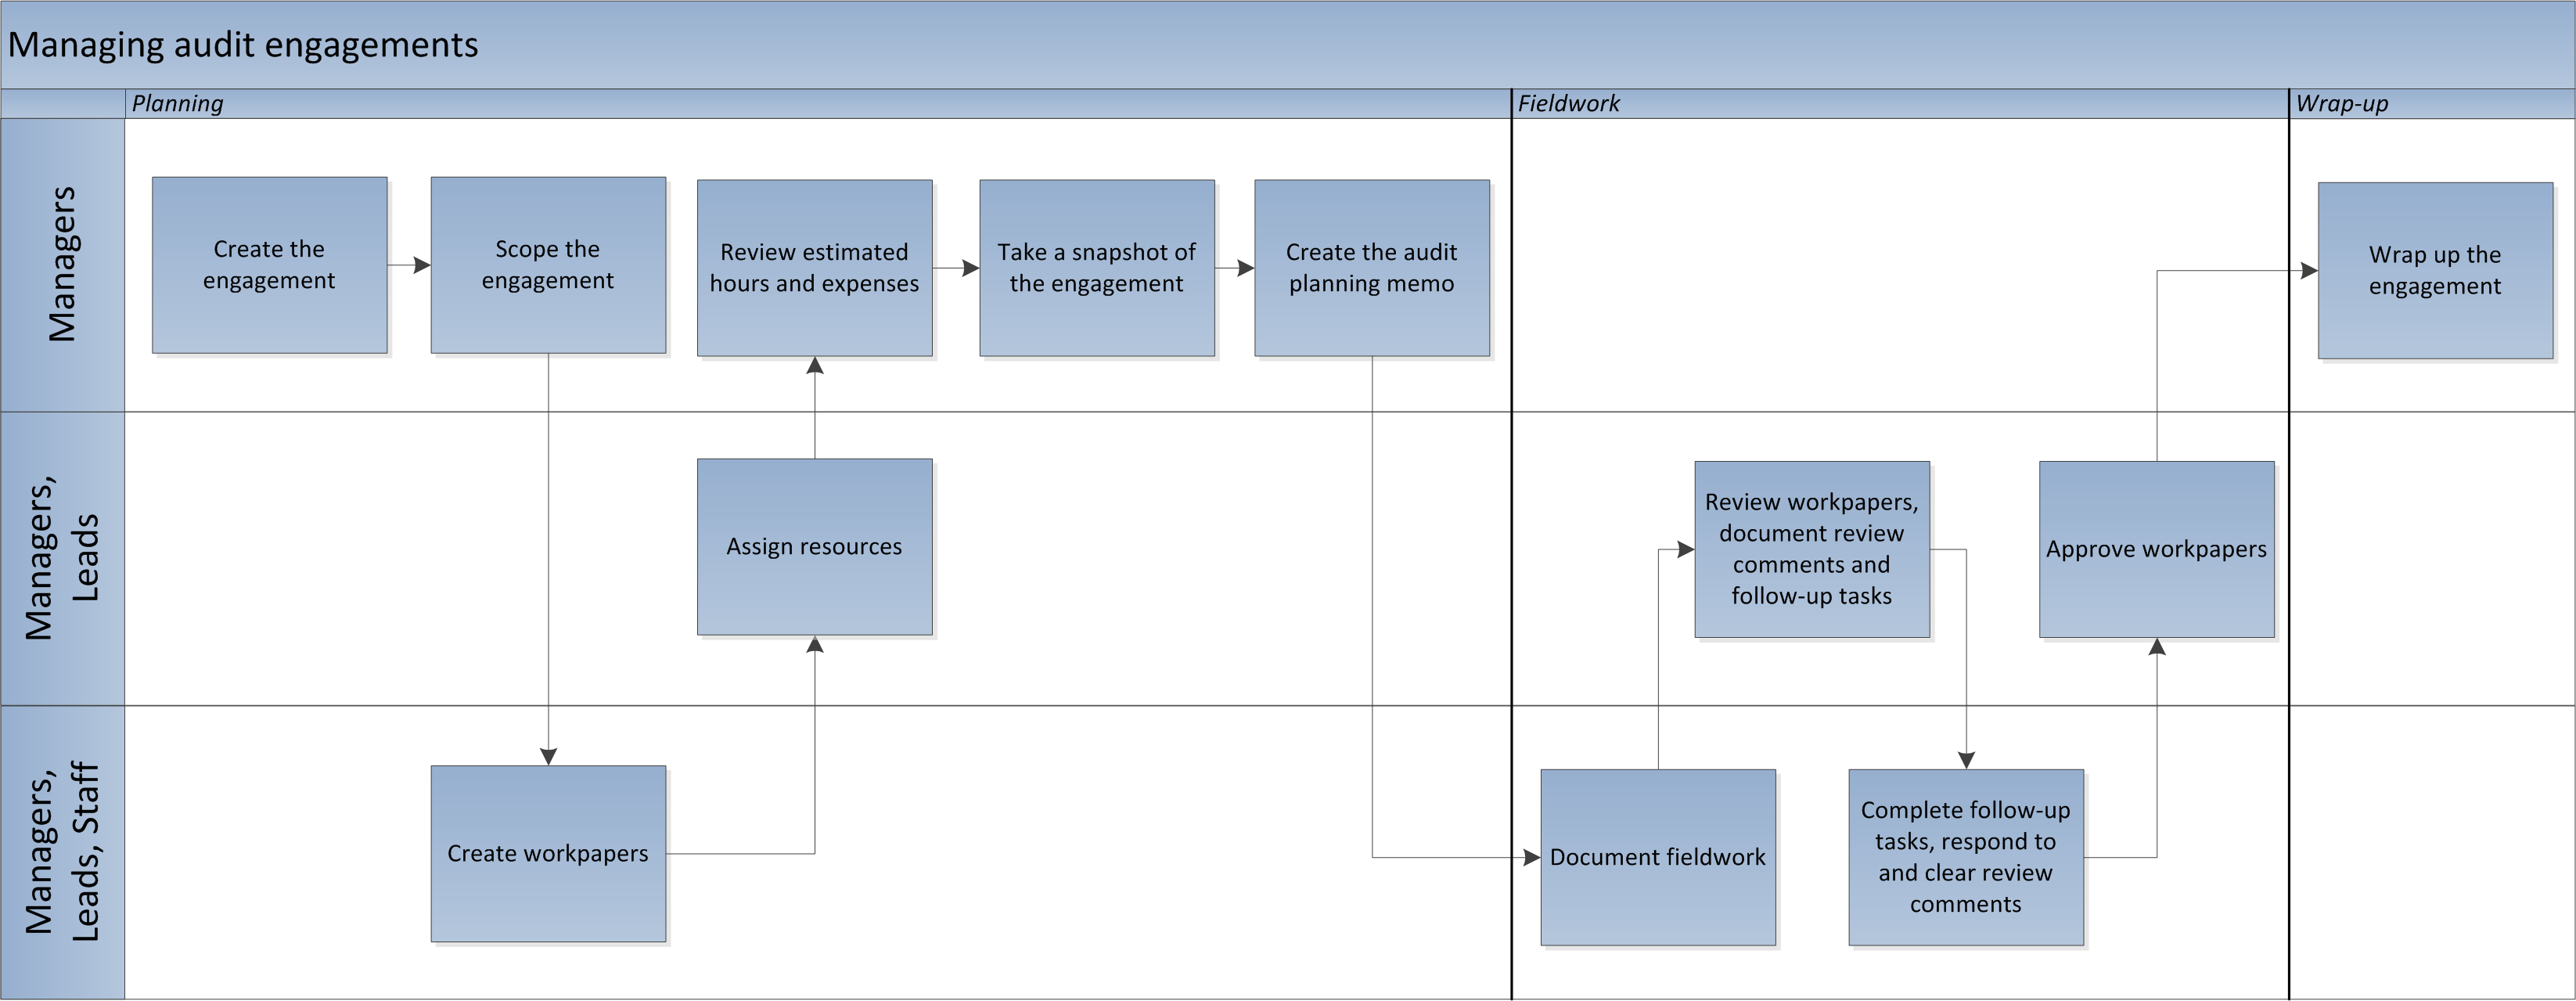 Managing audit engagements
Planning
Fieldwork
Wrap-up
Managers
Create the
engagement
Scope the
engagement
Review estimated
hours and expenses
Take a snapshot of
the engagement
Create the audit
planning memo
Wrap up the
engagement
Managers,
Leads
Assign resources
Review workpapers,
document review
comments and
follow-up tasks
Approve workpapers
Managers,
Leads, Staff
Create workpapers
Document fieldwork
Complete follow-up
tasks, respond to
and clear review
comments